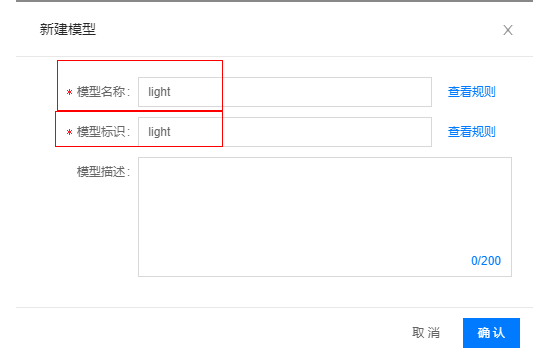 新建模型
* 模型名称: light 查看规则
* 模型标识: light 查看规则
模型描述:
0/200
取消 确认